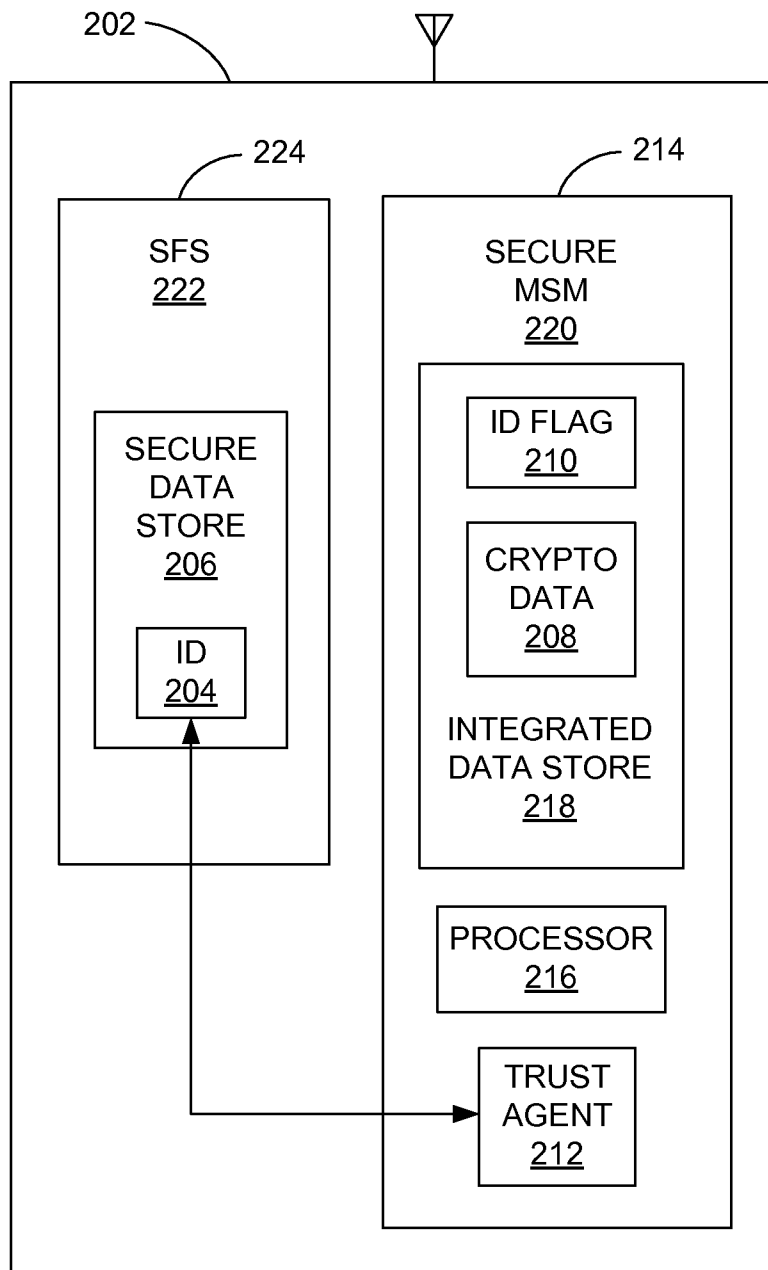 202
224
214
SFS
222
SECURE
DATA
STORE
206
ID
204
SECURE
MSM
220
ID FLAG
210
CRYPTO
DATA
208
INTEGRATED
DATA STORE
218
PROCESSOR
216
TRUST
AGENT
212